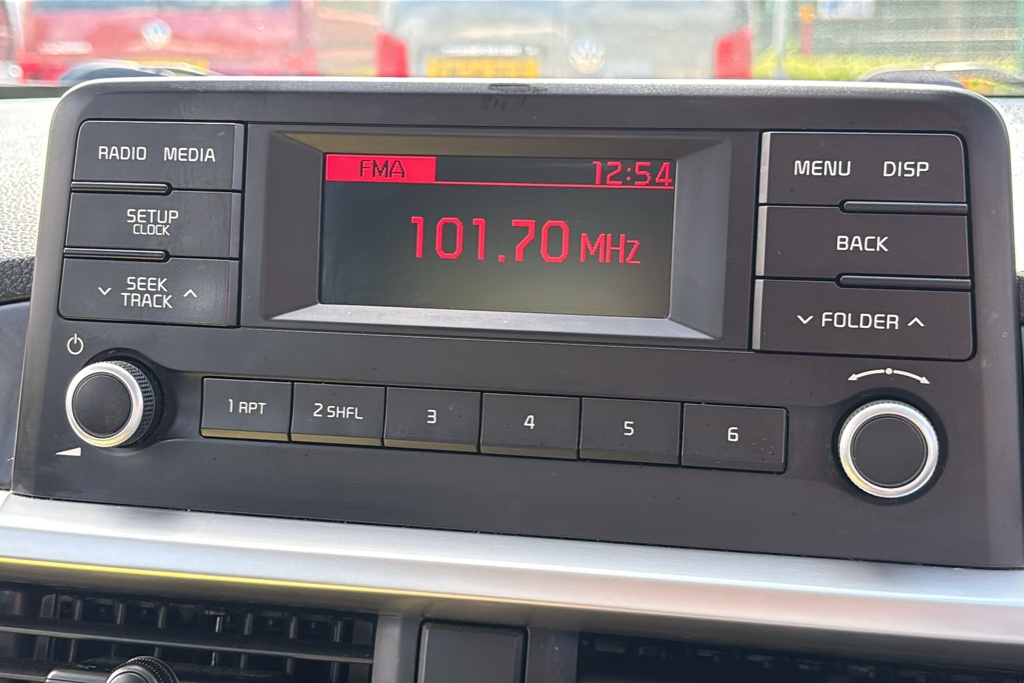 FMA 12:54
101.70 MHz
RADIO MEDIA
SETUP
CLOCK
SEEK
TRACK
MENU DISP
BACK
FOLDER
1 RPT 2 SHFL 3 4 5 6